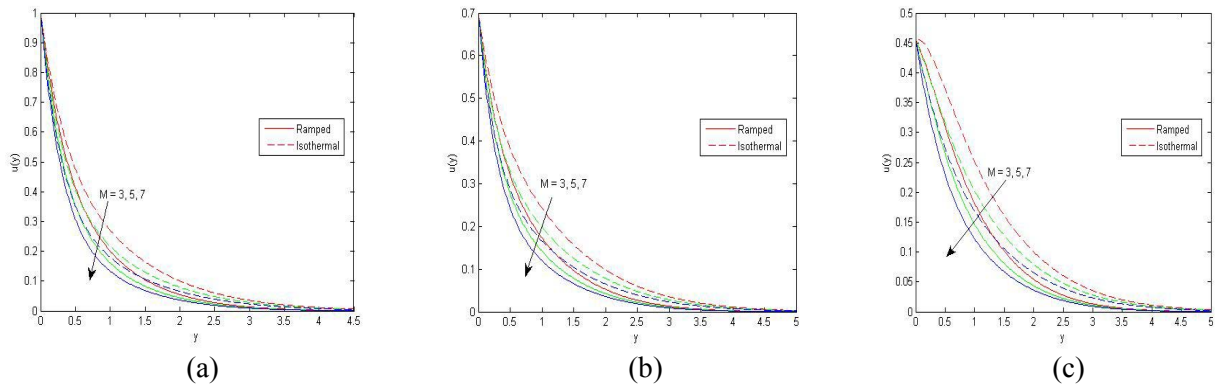 1
0.9
0.8
0.7
0.6
0.5
0.4
0.3
0.2
0.1
0
u(y)
0 0.5 1 1.5 2 2.5 3 3.5 4 4.5
y
Ramped
Isothermal
M = 3, 5, 7
(a)
0.7
0.6
0.5
0.4
0.3
0.2
0.1
0
u(y)
0 0.5 1 1.5 2 2.5 3 3.5 4 4.5 5
y
Ramped
Isothermal
M = 3, 5, 7
(b)
0.5
0.45
0.4
0.35
0.3
0.25
0.2
0.15
0.1
0.05
0
u(y)
0 0.5 1 1.5 2 2.5 3 3.5 4 4.5 5
y
Ramped
Isothermal
M = 3, 5, 7
(c)